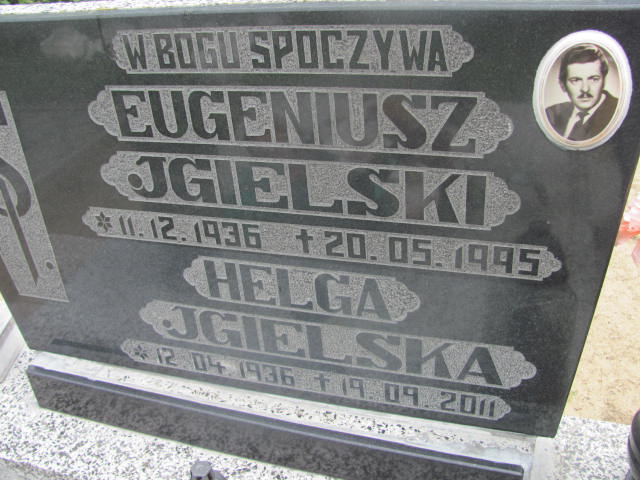 W BOGU SPOCZYWA
EUGENIUSZ
JGIELSKI
* 11.12.1936 † 20.05.1995
HELGA
JGIELSKA
* 12.04.1936 † 19.09.2011